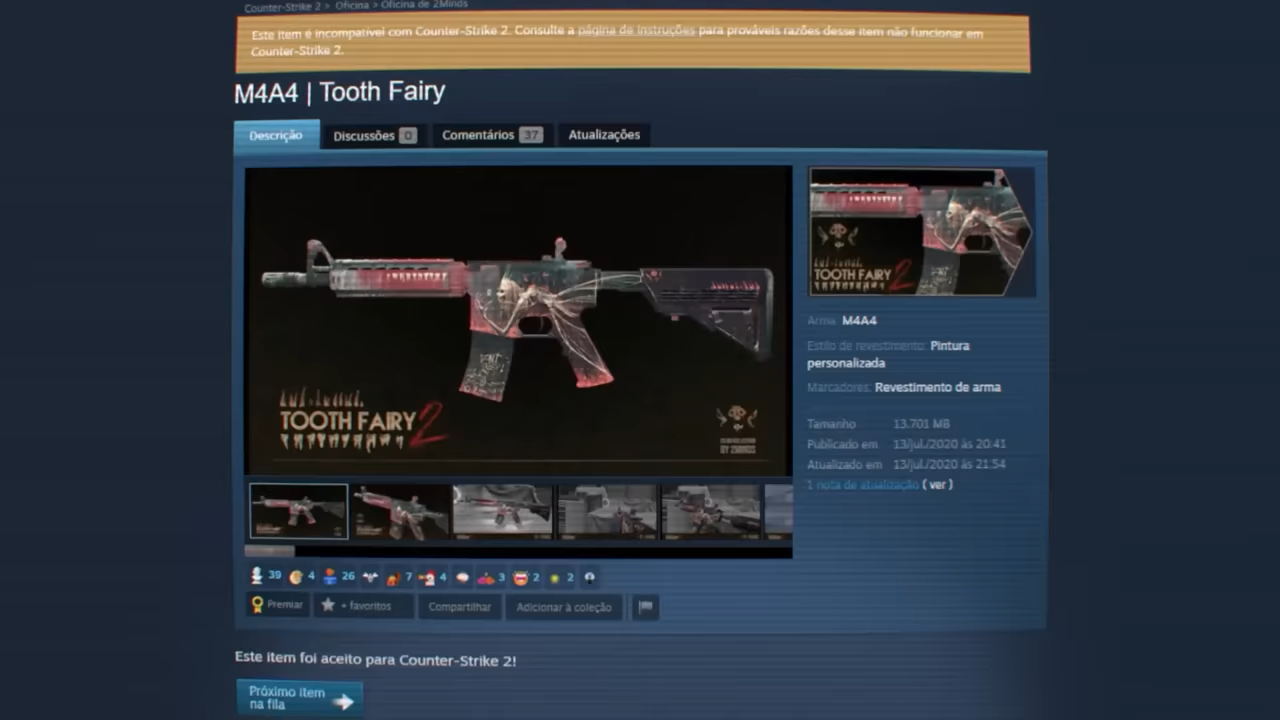 Counter-Strike 2 > Oficina > Oficina de 2Minds
Este item é incompatível com Counter-Strike 2. Consulte a página de instruções para prováveis razões desse item não funcionar em
Counter-Strike 2.
M4A4 | Tooth Fairy
Descrição
Discussões 0
Comentários 37
Atualizações
TOOTH FAIRY 2
BY 2MINDS
TOOTH FAIRY 2
Arma: M4A4
Estilo de revestimento: Pintura
personalizada
Marcadores: Revestimento de arma
Tamanho 13.701 MB
Publicado em 13/jul./2020 às 20:41
Atualizado em 13/jul./2020 às 21:54
1 nota de atualização ( ver )
39 4 26 7 4 3 2 2
Premiar
+ favoritos
Compartilhar
Adicionar à coleção
Este item foi aceito para Counter-Strike 2!
Próximo item
na fila